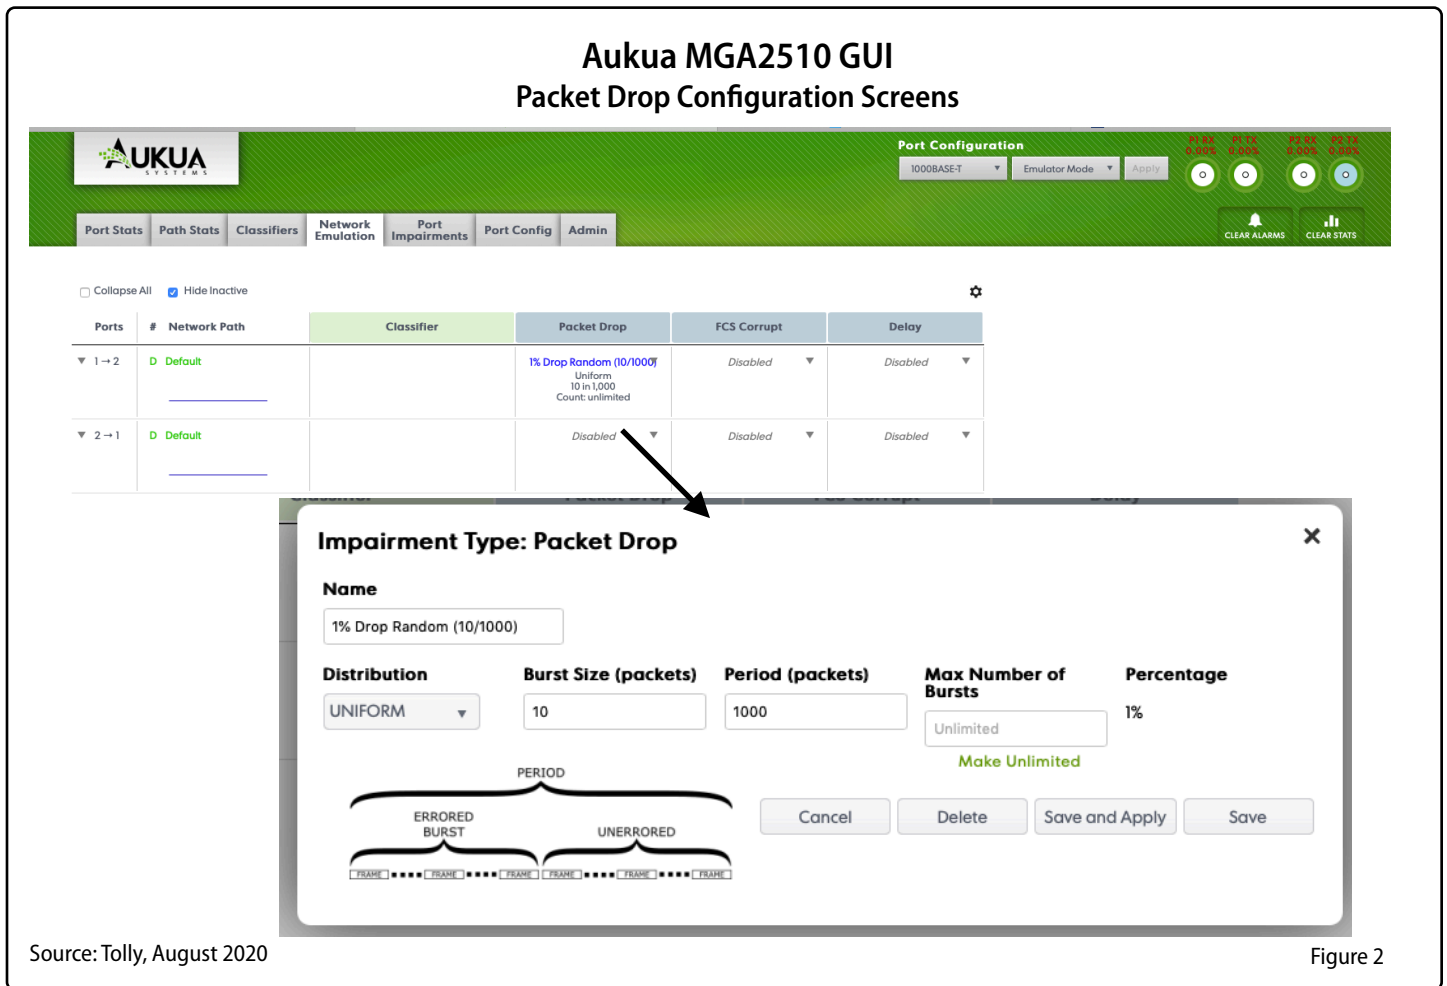 Aukua MGA2510 GUI
Packet Drop Configuration Screens
AUKUA
SYSTEMS
Port Configuration
1000BASE-T
Emulator Mode
Apply
P1 RX P1 TX P2 RX P2 TX
0.00% 0.00% 0.00% 0.00%
Port Stats Path Stats Classifiers Network Emulation Port Impairments Port Config Admin
CLEAR ALARMS CLEAR STATS
Collapse All Hide Inactive
Ports # Network Path Classifier Packet Drop FCS Corrupt Delay
1→2 D Default 1% Drop Random (10/1000) Disabled Disabled
Uniform
10 in 1,000
Count: unlimited
2→1 D Default Disabled Disabled Disabled
Classifier Packet Drop FCS Corrupt Delay
Impairment Type: Packet Drop
Name
1% Drop Random (10/1000)
Distribution Burst Size (packets) Period (packets) Max Number of Bursts Percentage
UNIFORM 10 1000 Unlimited 1%
Make Unlimited
PERIOD
ERRORED
BURST
UNERRORED
FRAME FRAME FRAME FRAME FRAME FRAME
Cancel Delete Save and Apply Save
Source: Tolly, August 2020
Figure 2